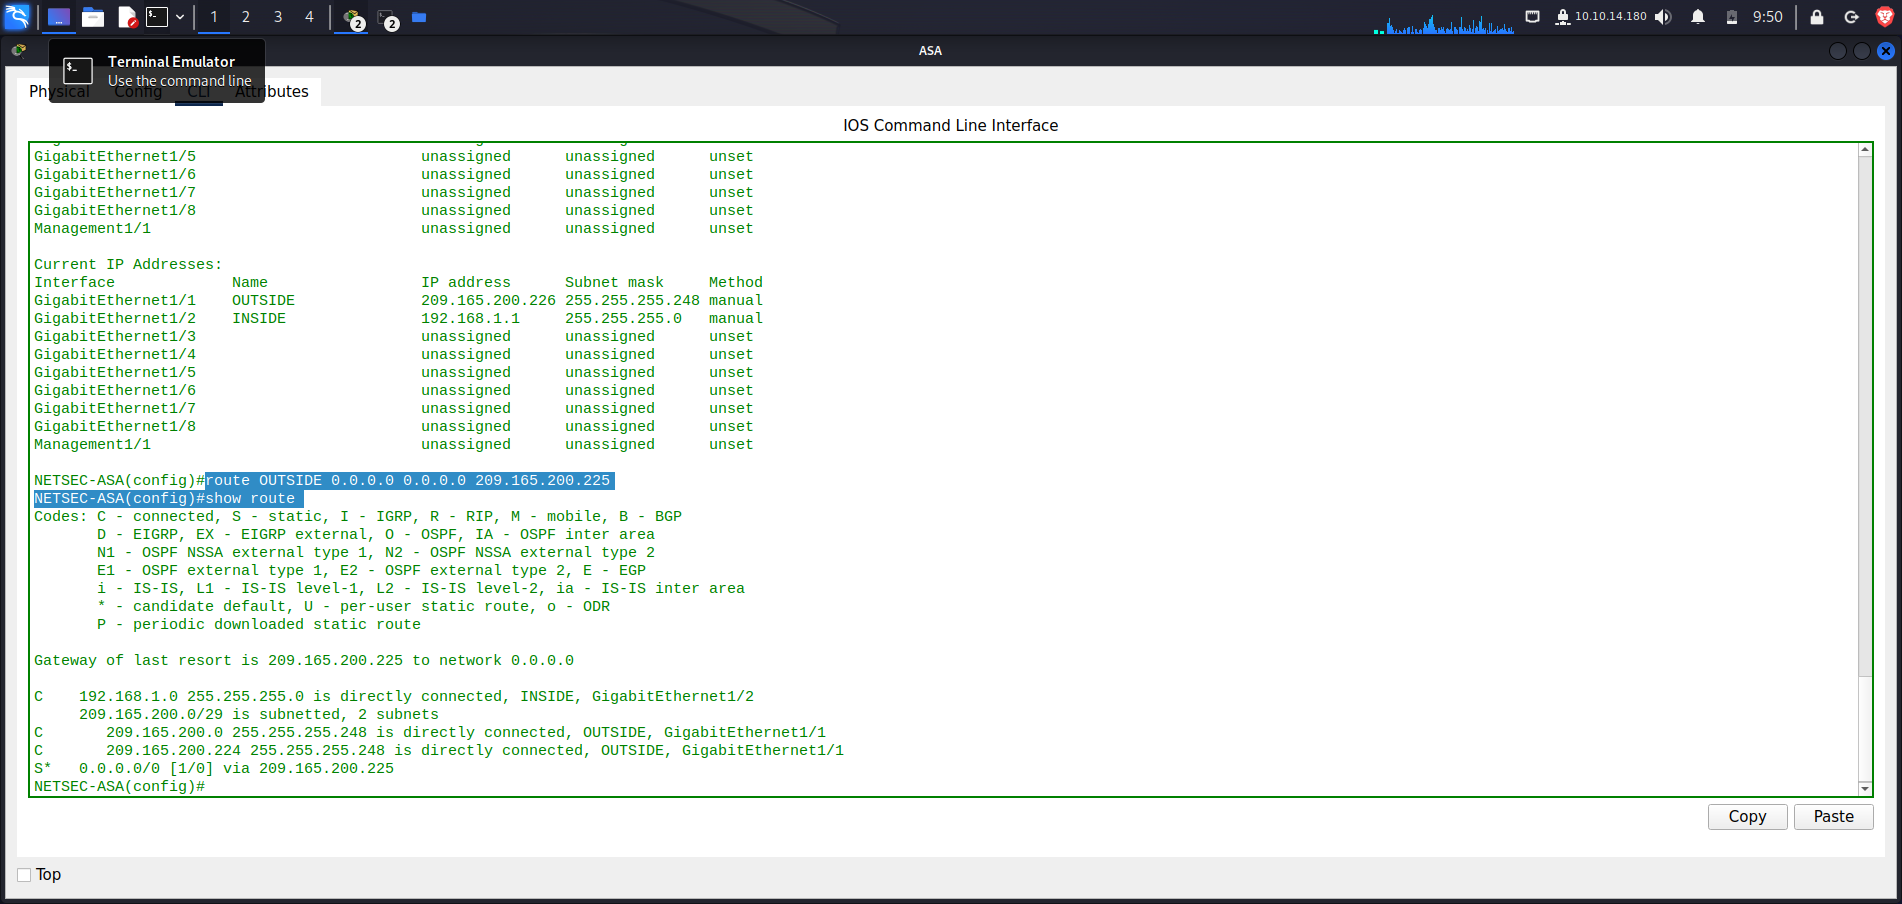 1 2 3 4 2 2 10.10.14.180 9:50
ASA
Terminal Emulator
Use the command line
Physical Config CLI Attributes
IOS Command Line Interface
GigabitEthernet1/5 unassigned unassigned unset
GigabitEthernet1/6 unassigned unassigned unset
GigabitEthernet1/7 unassigned unassigned unset
GigabitEthernet1/8 unassigned unassigned unset
Management1/1 unassigned unassigned unset
Current IP Addresses:
Interface Name IP address Subnet mask Method
GigabitEthernet1/1 OUTSIDE 209.165.200.226 255.255.255.248 manual
GigabitEthernet1/2 INSIDE 192.168.1.1 255.255.255.0 manual
GigabitEthernet1/3 unassigned unassigned unset
GigabitEthernet1/4 unassigned unassigned unset
GigabitEthernet1/5 unassigned unassigned unset
GigabitEthernet1/6 unassigned unassigned unset
GigabitEthernet1/7 unassigned unassigned unset
GigabitEthernet1/8 unassigned unassigned unset
Management1/1 unassigned unassigned unset
NETSEC-ASA(config)#route OUTSIDE 0.0.0.0 0.0.0.0 209.165.200.225
NETSEC-ASA(config)#show route
Codes: C - connected, S - static, I - IGRP, R - RIP, M - mobile, B - BGP
D - EIGRP, EX - EIGRP external, O - OSPF, IA - OSPF inter area
N1 - OSPF NSSA external type 1, N2 - OSPF NSSA external type 2
E1 - OSPF external type 1, E2 - OSPF external type 2, E - EGP
i - IS-IS, L1 - IS-IS level-1, L2 - IS-IS level-2, ia - IS-IS inter area
* - candidate default, U - per-user static route, o - ODR
P - periodic downloaded static route
Gateway of last resort is 209.165.200.225 to network 0.0.0.0
C 192.168.1.0 255.255.255.0 is directly connected, INSIDE, GigabitEthernet1/2
209.165.200.0/29 is subnetted, 2 subnets
C 209.165.200.0 255.255.255.248 is directly connected, OUTSIDE, GigabitEthernet1/1
C 209.165.200.224 255.255.255.248 is directly connected, OUTSIDE, GigabitEthernet1/1
S* 0.0.0.0/0 [1/0] via 209.165.200.225
NETSEC-ASA(config)#
Copy Paste
Top